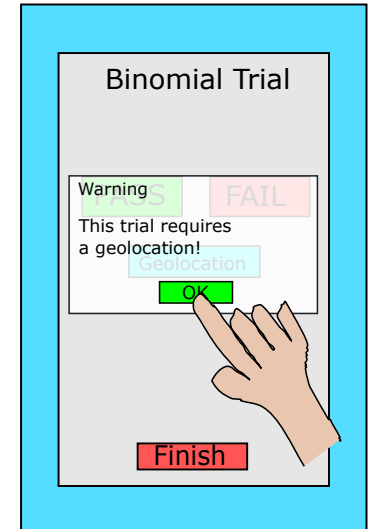 Binomial Trial
PASS
FAIL
Warning
This trial requires
a geolocation!
Geolocation
OK
Finish